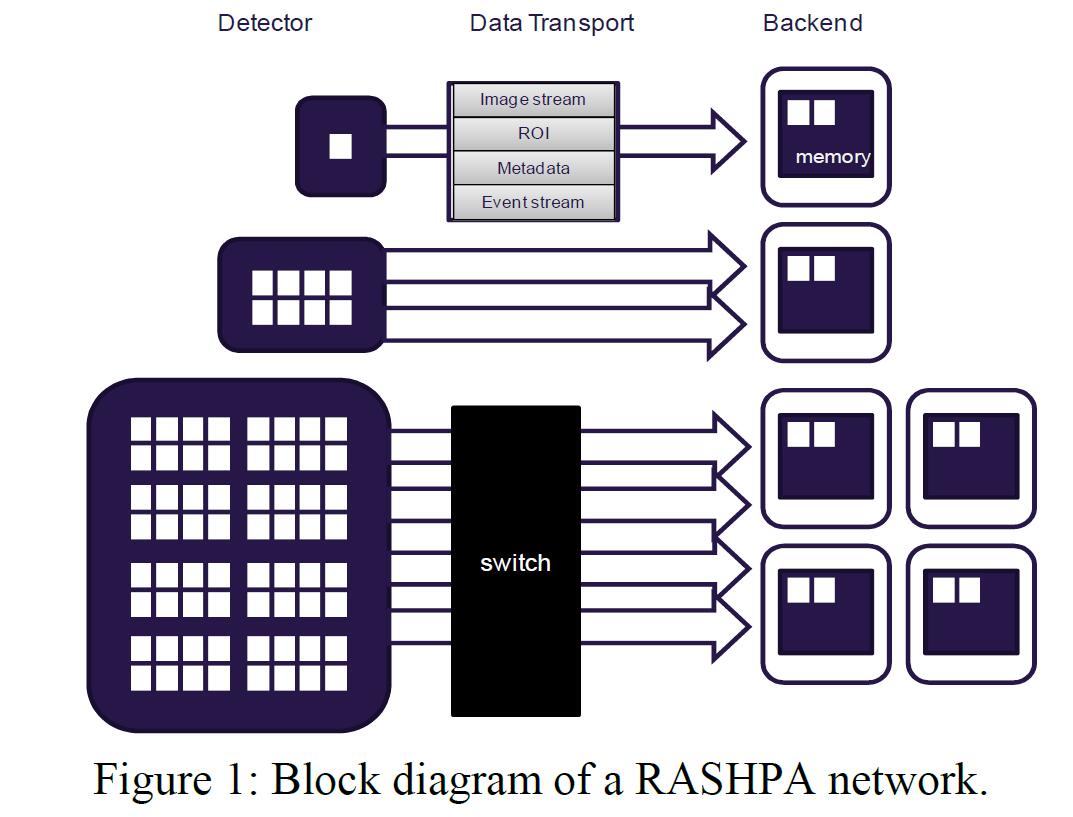 Detector
Data Transport
Backend
Image stream
ROI
Metadata
Event stream
memory
switch
Figure 1: Block diagram of a RASHPA network.